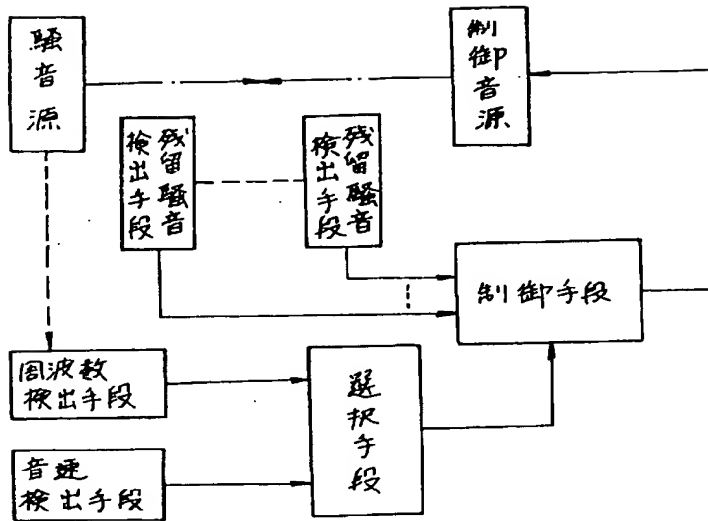 騒音源
制御音源
残留騒音
検出手段
残留騒音
検出手段
制御手段
周波数
検出手段
選択手段
音速
検出手段